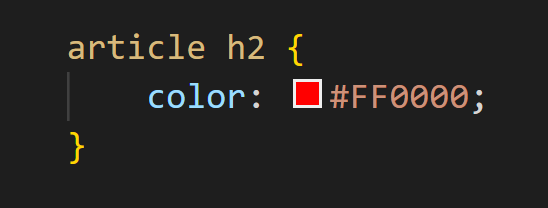 article h2 {
    color: #FF0000;
}